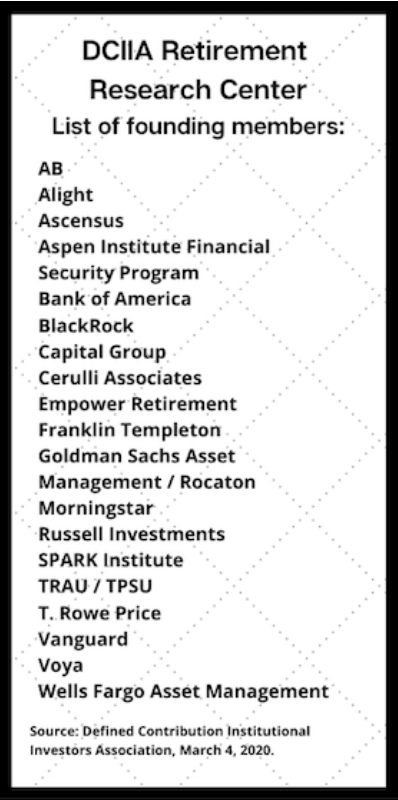 DCIIA Retirement
Research Center
List of founding members:
AB
Alight
Ascensus
Aspen Institute Financial
Security Program
Bank of America
BlackRock
Capital Group
Cerulli Associates
Empower Retirement
Franklin Templeton
Goldman Sachs Asset
Management / Rocaton
Morningstar
Russell Investments
SPARK Institute
TRAU / TPSU
T. Rowe Price
Vanguard
Voya
Wells Fargo Asset Management
Source: Defined Contribution Institutional
Investors Association, March 4, 2020.